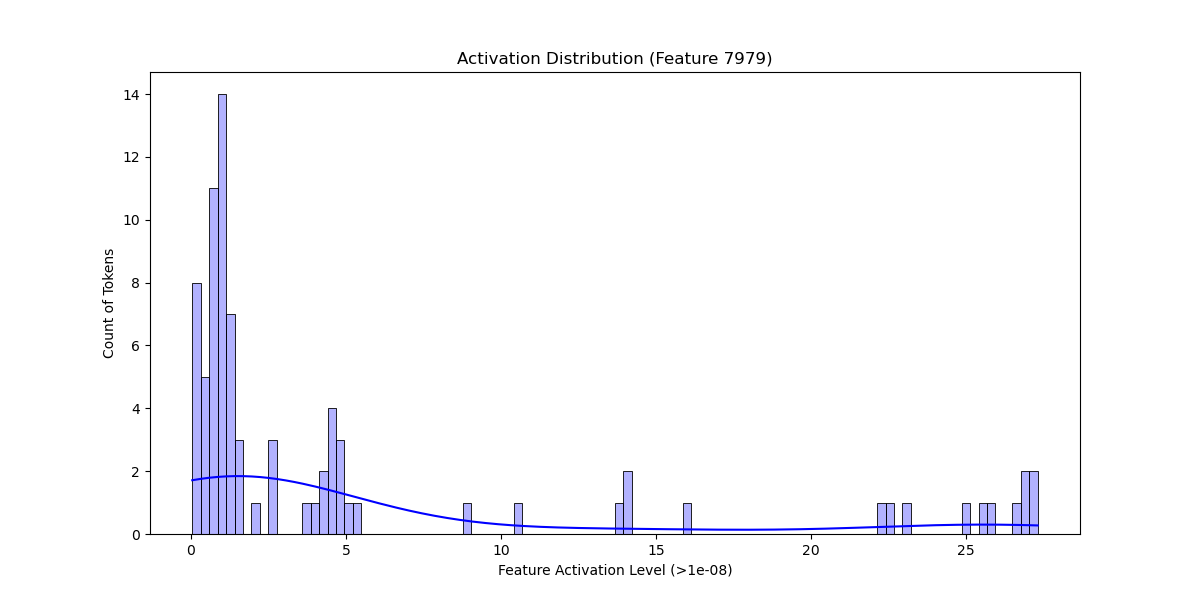 Activation Distribution (Feature 7979)
14
12
10
8
6
4
2
0
Count of Tokens
0 5 10 15 20 25
Feature Activation Level (>1e-08)